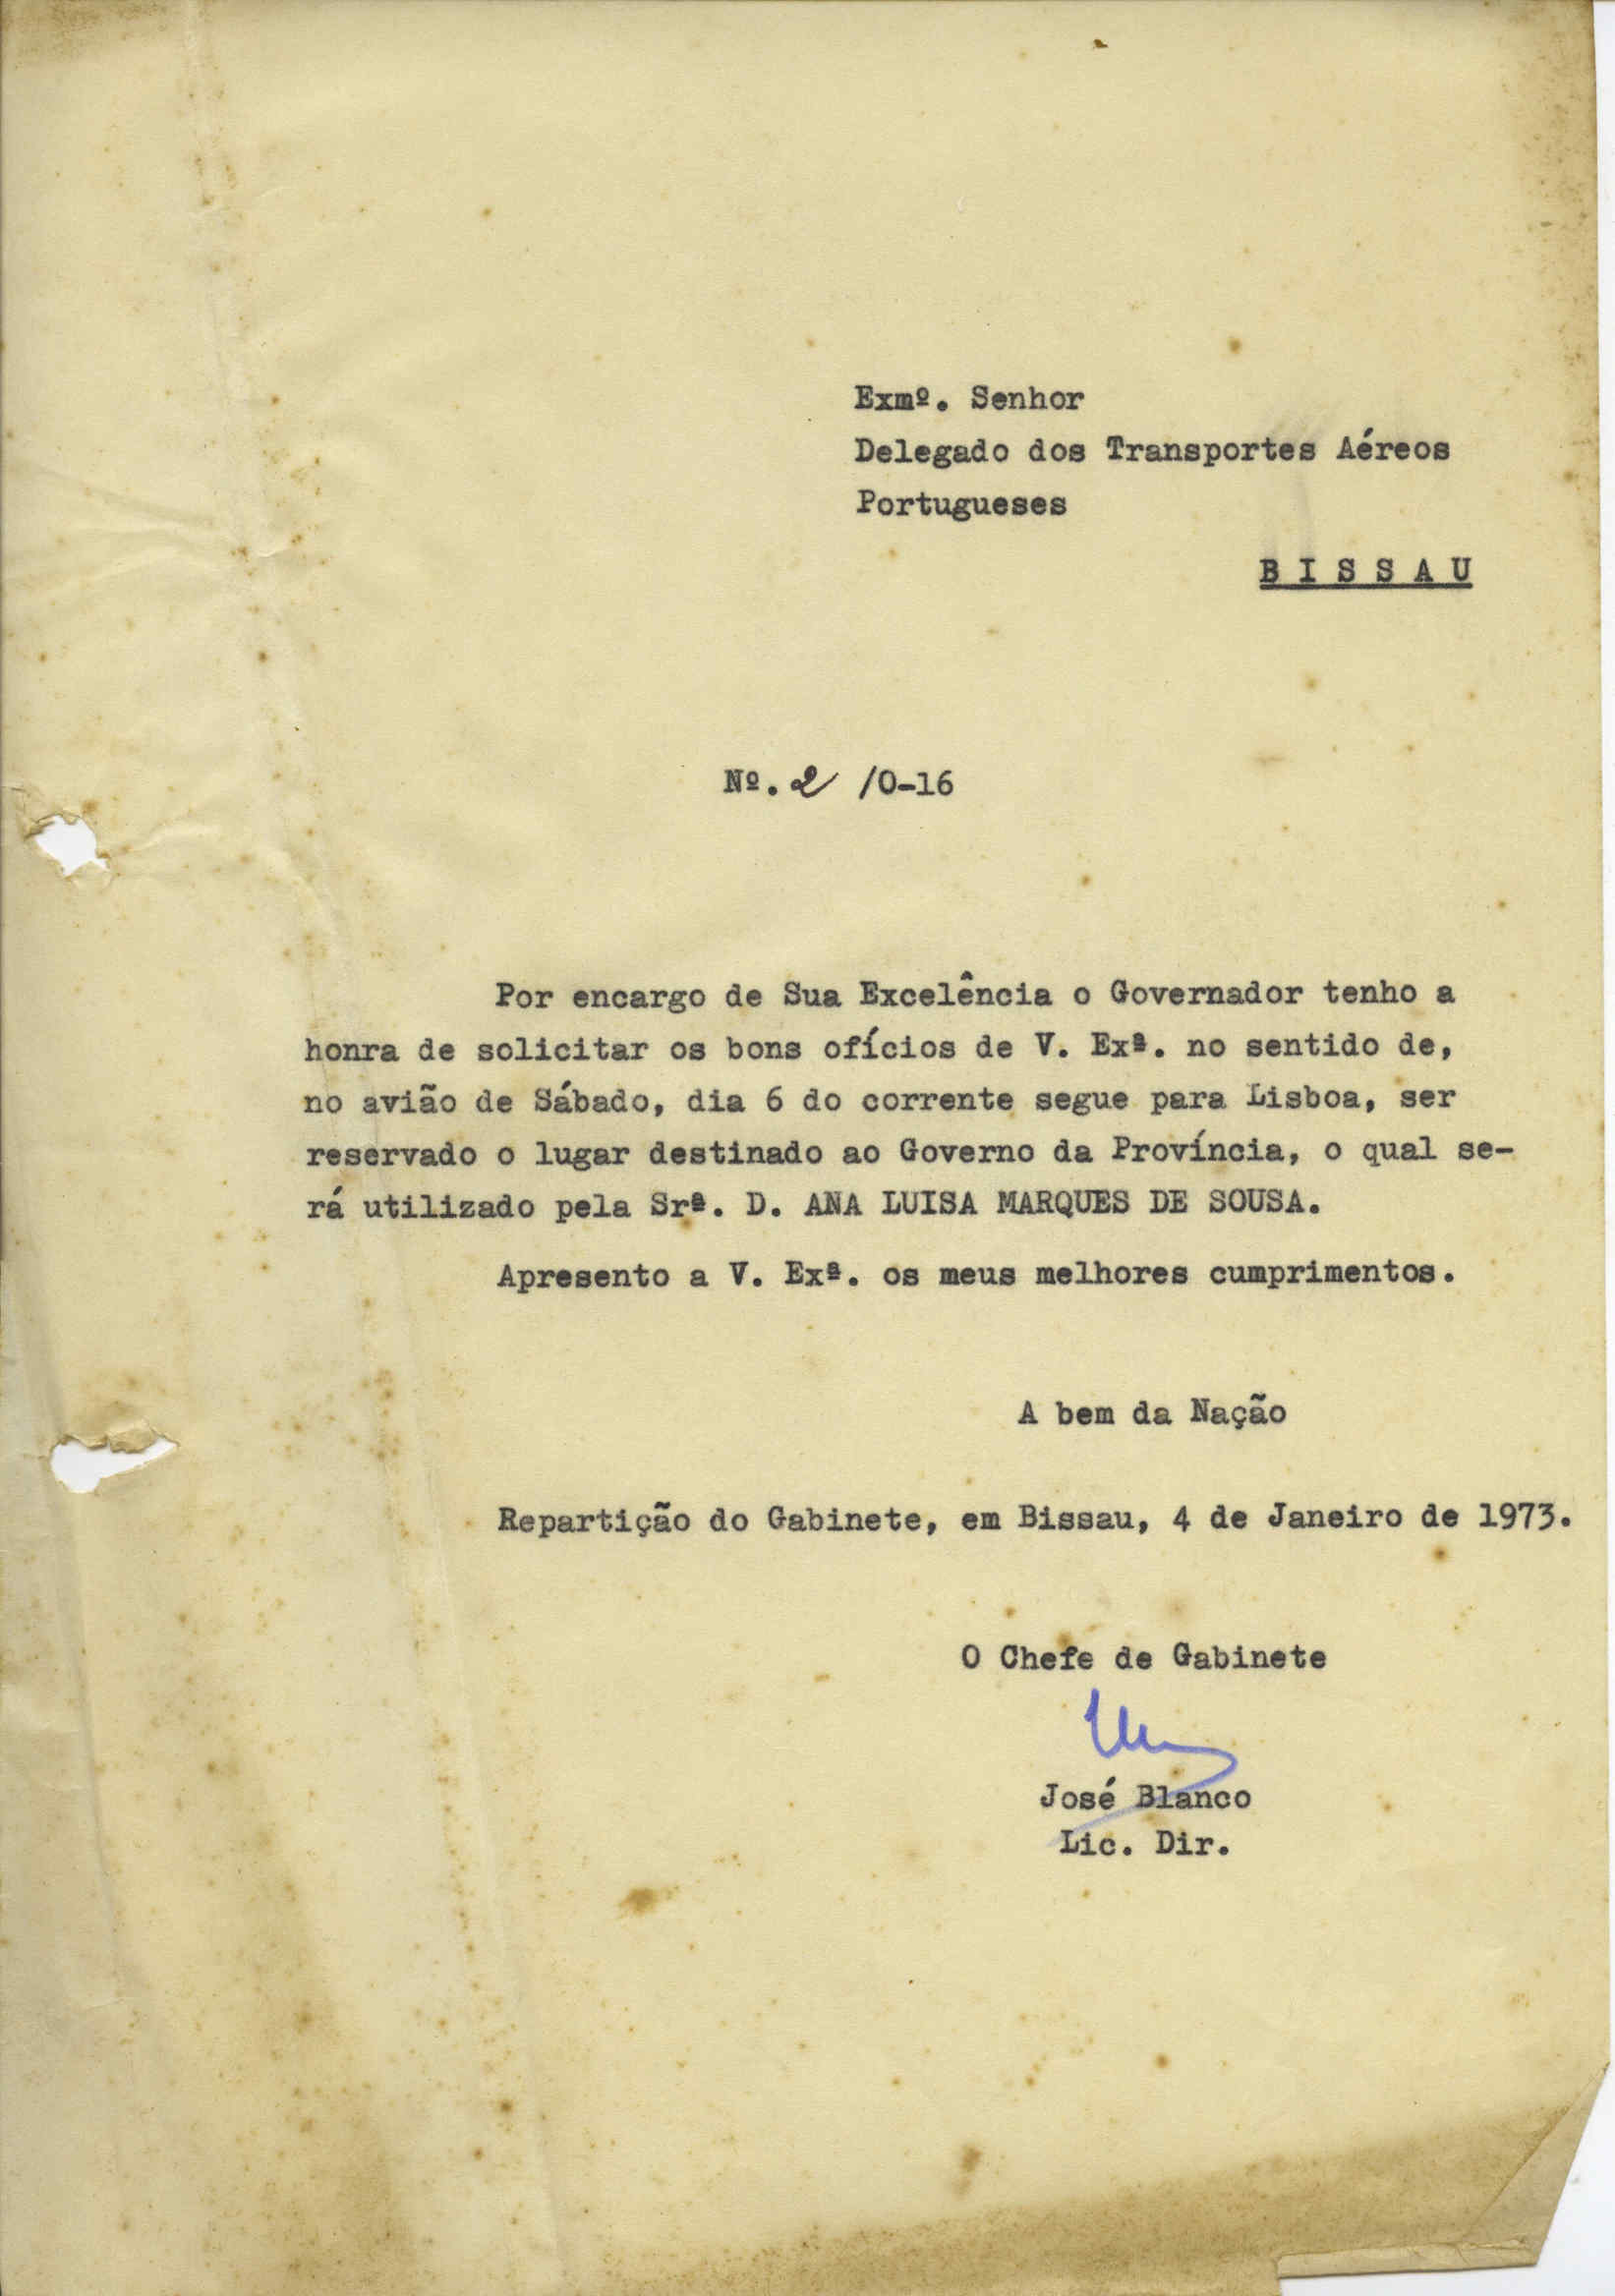 Exmº. Senhor
Delegado dos Transportes Aéreos
Portugueses
B I S S A U
Nº. 2 /0-16
Por encargo de Sua Excelência o Governador tenho a
honra de solicitar os bons ofícios de V. Exª. no sentido de,
no avião de Sábado, dia 6 do corrente segue para Lisboa, ser
reservado o lugar destinado ao Governo da Província, o qual se-
rá utilizado pela Srª. D. ANA LUISA MARQUES DE SOUSA.
Apresento a V. Exª. os meus melhores cumprimentos.
A bem da Nação
Repartição do Gabinete, em Bissau, 4 de Janeiro de 1973.
O Chefe de Gabinete
José Blanco
Lic. Dir.